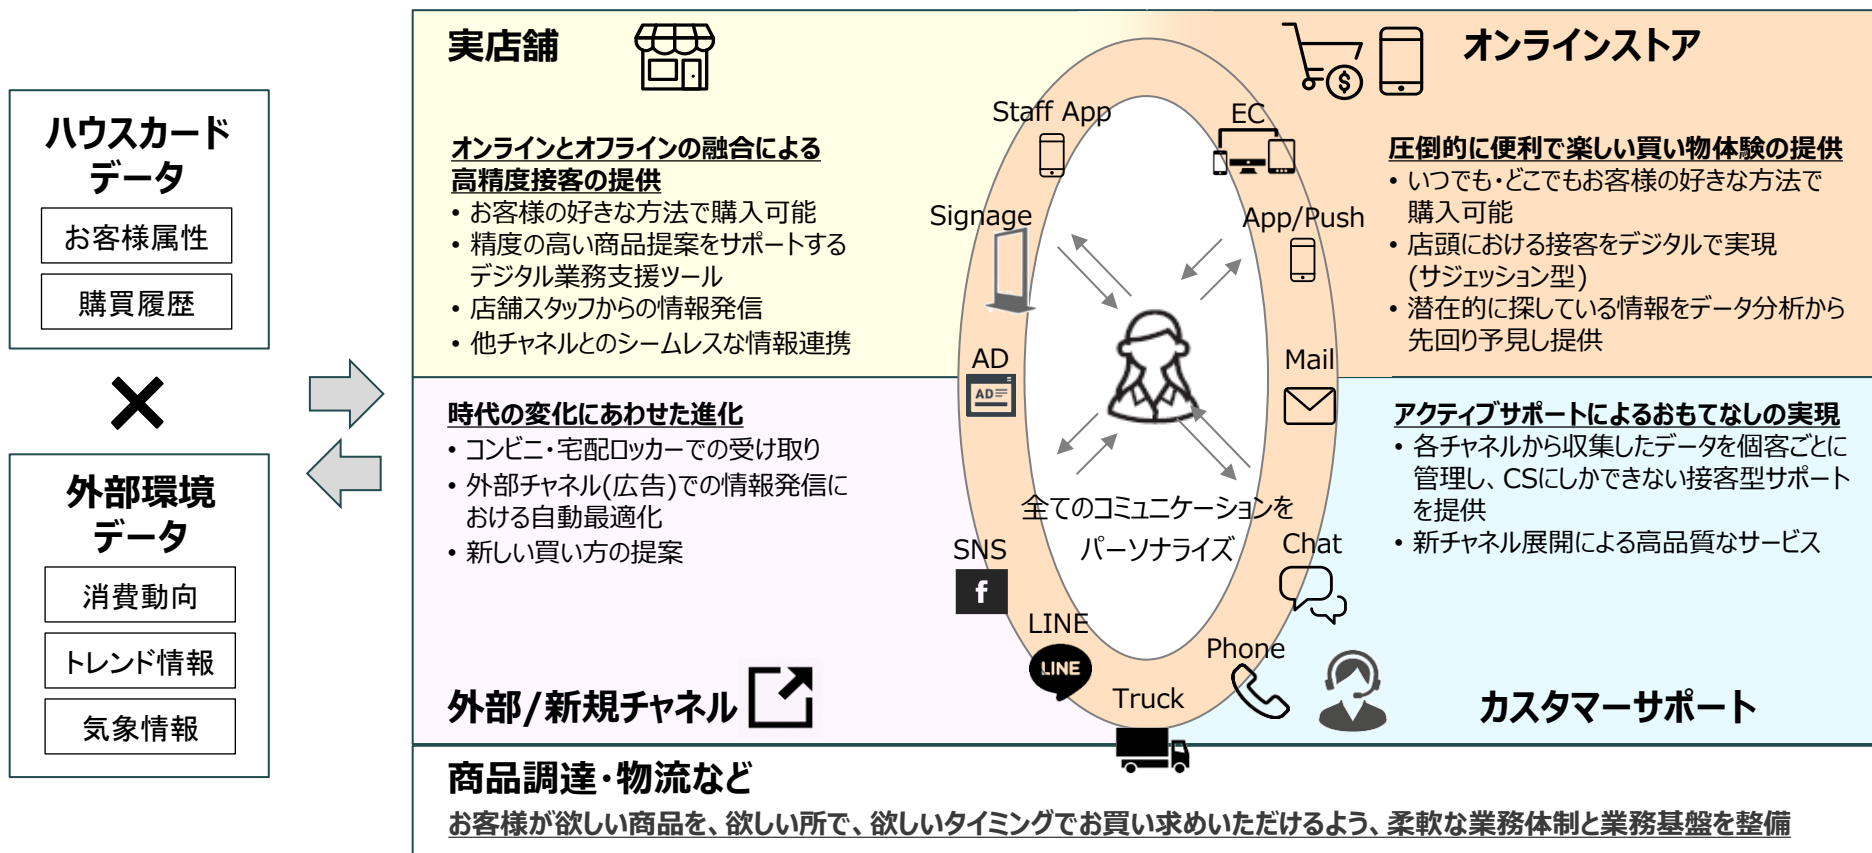 ハウスカード
データ
お客様属性
購買履歴
外部環境
データ
消費動向
トレンド情報
気象情報
実店舗
オンラインとオフラインの融合による
高精度接客の提供
• お客様の好きな方法で購入可能
• 精度の高い商品提案をサポートする
デジタル業務支援ツール
• 店舗スタッフからの情報発信
• 他チャネルとのシームレスな情報連携
オンラインストア
圧倒的に便利で楽しい買い物体験の提供
• いつでも・どこでもお客様の好きな方法で
購入可能
• 店頭における接客をデジタルで実現
(サジェッション型)
• 潜在的に探している情報をデータ分析から
先回り予見し提供
Staff App
EC
Signage
App/Push
AD
AD
Mail
全てのコミュニケーションを
パーソナライズ
SNS
f
Chat
LINE
LINE
Phone
Truck
時代の変化にあわせた進化
• コンビニ・宅配ロッカーでの受け取り
• 外部チャネル(広告)での情報発信に
おける自動最適化
• 新しい買い方の提案
外部/新規チャネル
アクティブサポートによるおもてなしの実現
• 各チャネルから収集したデータを個客ごとに
管理し、CSにしかできない接客型サポート
を提供
• 新チャネル展開による高品質なサービス
カスタマーサポート
商品調達・物流など
お客様が欲しい商品を、欲しい所で、欲しいタイミングでお買い求めいただけるよう、柔軟な業務体制と業務基盤を整備